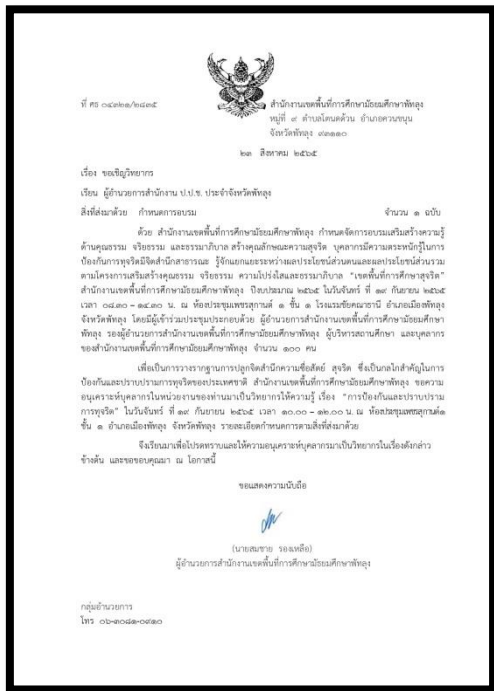 ที่ ศธ ๐๔๓๒๑/๒๘๓๕
สำนักงานเขตพื้นที่การศึกษามัธยมศึกษาพัทลุง
หมู่ที่ ๙ ตำบลโตนดด้วน อำเภอควนขนุน
จังหวัดพัทลุง ๙๓๑๑๐
๒๓ สิงหาคม ๒๕๖๕
เรื่อง ขอเชิญวิทยากร
เรียน ผู้อำนวยการสำนักงาน ป.ป.ช. ประจำจังหวัดพัทลุง
สิ่งที่ส่งมาด้วย กำหนดการอบรม จำนวน ๑ ฉบับ
ด้วย สำนักงานเขตพื้นที่การศึกษามัธยมศึกษาพัทลุง กำหนดจัดการอบรมเสริมสร้างความรู้
ด้านคุณธรรม จริยธรรม และธรรมาภิบาล สร้างคุณลักษณะความสุจริต บุคลากรมีความตระหนักรู้ในการ
ป้องกันการทุจริตมีจิตสำนึกสาธารณะ รู้จักแยกแยะระหว่างผลประโยชน์ส่วนตนและผลประโยชน์ส่วนรวม
ตามโครงการเสริมสร้างคุณธรรม จริยธรรม ความโปร่งใสและธรรมาภิบาล "เขตพื้นที่การศึกษาสุจริต"
สำนักงานเขตพื้นที่การศึกษามัธยมศึกษาพัทลุง ปีงบประมาณ ๒๕๖๕ ในวันจันทร์ ที่ ๑๙ กันยายน ๒๕๖๕
เวลา ๐๘.๓๐ – ๑๔.๓๐ น. ณ ห้องประชุมเพชรสุกานต์ ๑ ชั้น ๑ โรงแรมชัยคณาธานี อำเภอเมืองพัทลุง
จังหวัดพัทลุง โดยมีผู้เข้าร่วมประชุมประกอบด้วย ผู้อำนวยการสำนักงานเขตพื้นที่การศึกษามัธยมศึกษา
พัทลุง รองผู้อำนวยการสำนักงานเขตพื้นที่การศึกษามัธยมศึกษาพัทลุง ผู้บริหารสถานศึกษา และบุคลากร
ของสำนักงานเขตพื้นที่การศึกษามัธยมศึกษาพัทลุง จำนวน ๑๐๐ คน
เพื่อเป็นการวางรากฐานการปลูกจิตสำนึกความซื่อสัตย์ สุจริต ซึ่งเป็นกลไกสำคัญในการ
ป้องกันและปราบปรามการทุจริตของประเทศชาติ สำนักงานเขตพื้นที่การศึกษามัธยมศึกษาพัทลุง ขอความ
อนุเคราะห์บุคลากรในหน่วยงานของท่านมาเป็นวิทยากรให้ความรู้ เรื่อง "การป้องกันและปราบปราม
การทุจริต" ในวันจันทร์ ที่ ๑๙ กันยายน ๒๕๖๕ เวลา ๑๐.๐๐ – ๑๒.๐๐ น. ณ ห้องประชุมเพชรสุกานต์๑
ชั้น ๑ อำเภอเมืองพัทลุง จังหวัดพัทลุง รายละเอียดกำหนดการตามสิ่งที่ส่งมาด้วย
จึงเรียนมาเพื่อโปรดทราบและให้ความอนุเคราะห์บุคลากรมาเป็นวิทยากรในเรื่องดังกล่าว
ข้างต้น และขอขอบคุณมา ณ โอกาสนี้
ขอแสดงความนับถือ
(นายสมชาย รองเหลือ)
ผู้อำนวยการสำนักงานเขตพื้นที่การศึกษามัธยมศึกษาพัทลุง
กลุ่มอำนวยการ
โทร ๐๖-๓๐๘๑-๐๙๑๐